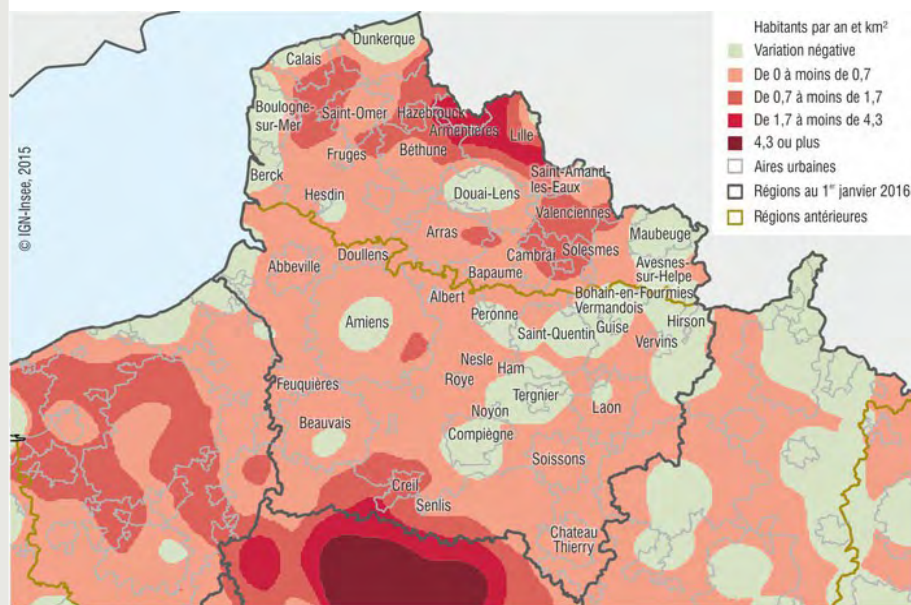 Habitants par an et km²
Variation négative
De 0 à moins de 0,7
De 0,7 à moins de 1,7
De 1,7 à moins de 4,3
4,3 ou plus
Aires urbaines
Régions au 1er janvier 2016
Régions antérieures
© IGN-Insee, 2015
Dunkerque
Calais
Boulogne-
sur-Mer
Saint-Omer
Hazebrouck
Armentières
Lille
Fruges
Béthune
Berck
Hesdin
Douai-Lens
Saint-Amand-
les-Eaux
Valenciennes
Maubeuge
Arras
Cambrai
Solesmes
Avesnes-
sur-Helpe
Abbeville
Doullens
Bapaume
Albert
Bohain-en-
Vermandois
Fourmies
Péronne
Amiens
Saint-Quentin
Guise
Hirson
Vervins
Nesle
Ham
Roye
Feuquières
Tergnier
Laon
Beauvais
Noyon
Compiègne
Soissons
Creil
Senlis
Chateau
Thierry